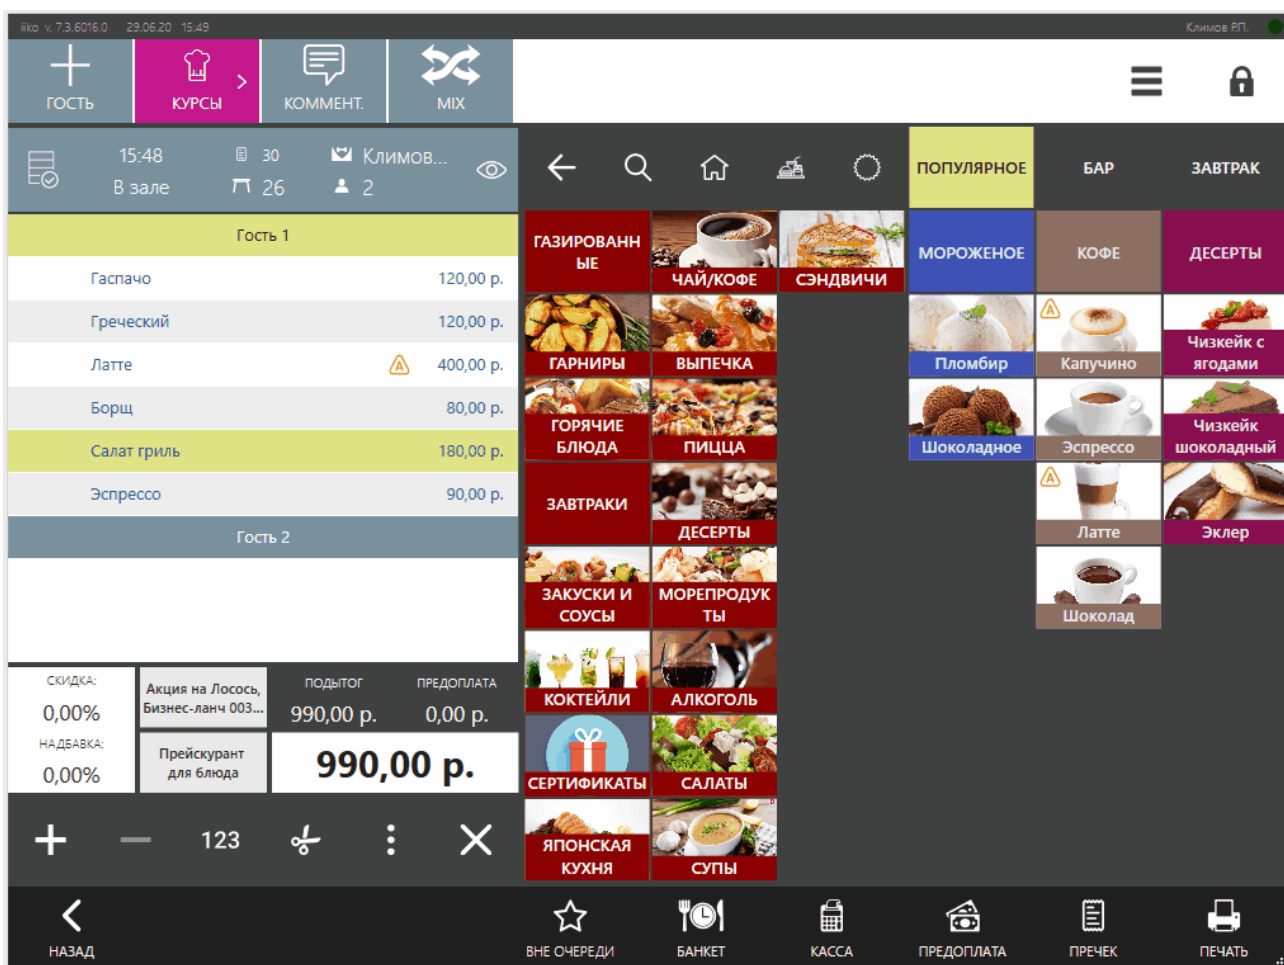 iiko v. 7.3.6016.0 29.06.20 15:49 Климов Р.П.
ГОСТЬ КУРСЫ КОММЕНТ. MIX
15:48 30 Климов...
В зале 26 2
ПОПУЛЯРНОЕ БАР ЗАВТРАК
Гость 1
Гаспачо 120,00 р.
Греческий 120,00 р.
Латте 400,00 р.
Борщ 80,00 р.
Салат гриль 180,00 р.
Эспрессо 90,00 р.
Гость 2
СКИДКА:
0,00%
НАДБАВКА:
0,00%
Акция на Лосось,
Бизнес-ланч 003...
Прейскурант
для блюда
ПОДЫТОГ ПРЕДОПЛАТА
990,00 р. 0,00 р.
990,00 р.
123
ГАЗИРОВАНН
ЫЕ
ЧАЙ/КОФЕ СЭНДВИЧИ
МОРОЖЕНОЕ КОФЕ ДЕСЕРТЫ
ГАРНИРЫ ВЫПЕЧКА
Пломбир Капучино
Чизкейк с
ягодами
ГОРЯЧИЕ
БЛЮДА
ПИЦЦА
Шоколадное Эспрессо
Чизкейк
шоколадный
ЗАВТРАКИ
ДЕСЕРТЫ
Латте Эклер
ЗАКУСКИ И
СОУСЫ
МОРЕПРОДУК
ТЫ
Шоколад
КОКТЕЙЛИ АЛКОГОЛЬ
СЕРТИФИКАТЫ САЛАТЫ
ЯПОНСКАЯ
КУХНЯ
СУПЫ
НАЗАД ВНЕ ОЧЕРЕДИ БАНКЕТ КАССА ПРЕДОПЛАТА ПРЕЧЕК ПЕЧАТЬ